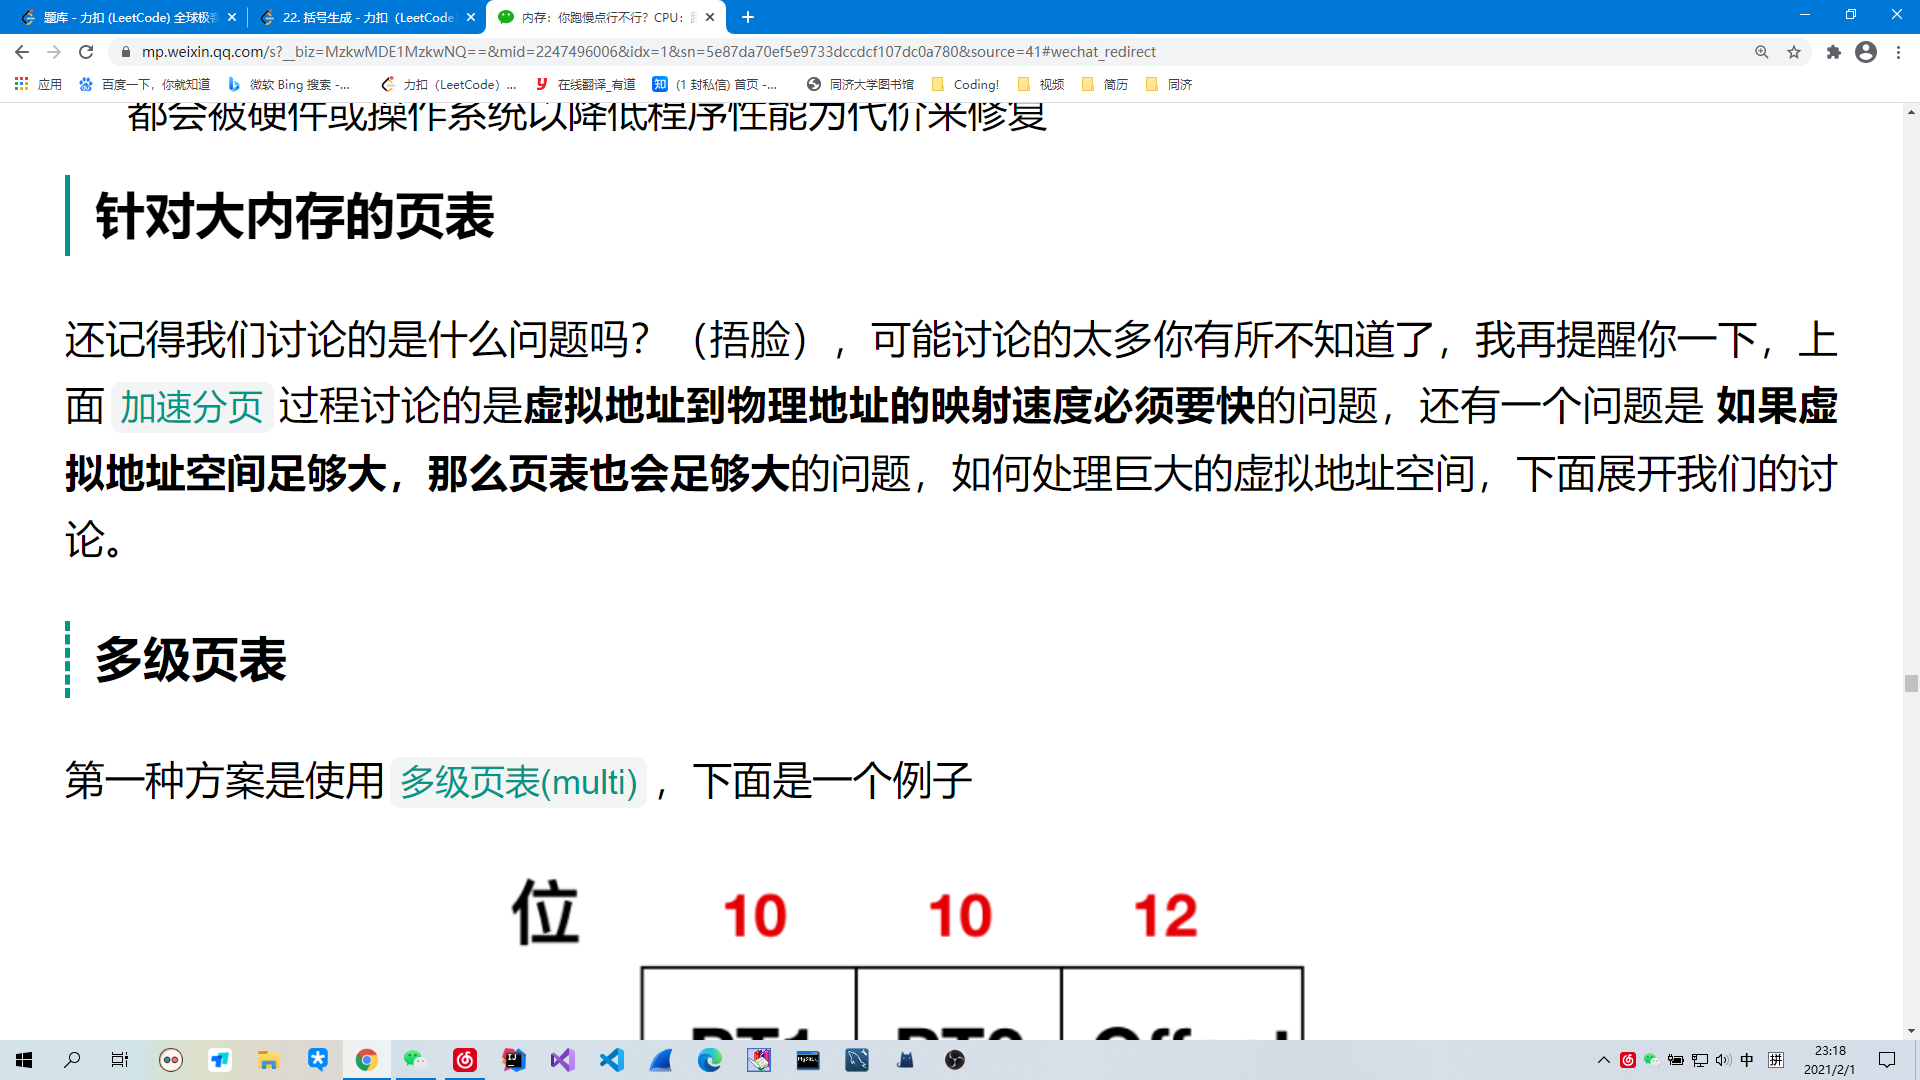 题库 - 力扣 (LeetCode) 全球极客
22. 括号生成 - 力扣（LeetCode
内存：你跑慢点行不行？CPU：
mp.weixin.qq.com/s?__biz=MzkwMDE1MzkwNQ==&mid=2247496006&idx=1&sn=5e87da70ef5e9733dccdcf107dc0a780&source=41#wechat_redirect
应用 百度一下，你就知道 微软 Bing 搜索 -... 力扣（LeetCode）... 在线翻译_有道 (1 封私信) 首页 -... 同济大学图书馆 Coding! 视频 简历 同济
都会被硬件或操作系统以降低程序性能为代价来修复
针对大内存的页表
还记得我们讨论的是什么问题吗？（捂脸），可能讨论的太多你有所不知道了，我再提醒你一下，上
面 加速分页 过程讨论的是虚拟地址到物理地址的映射速度必须要快的问题，还有一个问题是 如果虚
拟地址空间足够大，那么页表也会足够大的问题，如何处理巨大的虚拟地址空间，下面展开我们的讨
论。
多级页表
第一种方案是使用 多级页表(multi) ，下面是一个例子
位 10 10 12
PT1 PT2 Offset
中 拼
23:18
2021/2/1